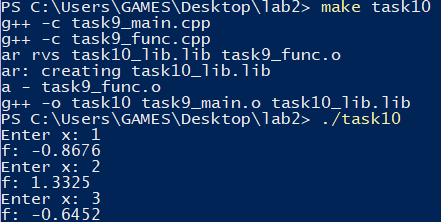 PS C:\Users\GAMES\Desktop\lab2> make task10
g++ -c task9_main.cpp
g++ -c task9_func.cpp
ar rvs task10_lib.lib task9_func.o
ar: creating task10_lib.lib
a - task9_func.o
g++ -o task10 task9_main.o task10_lib.lib
PS C:\Users\GAMES\Desktop\lab2> ./task10
Enter x: 1
f: -0.8676
Enter x: 2
f: 1.3325
Enter x: 3
f: -0.6452